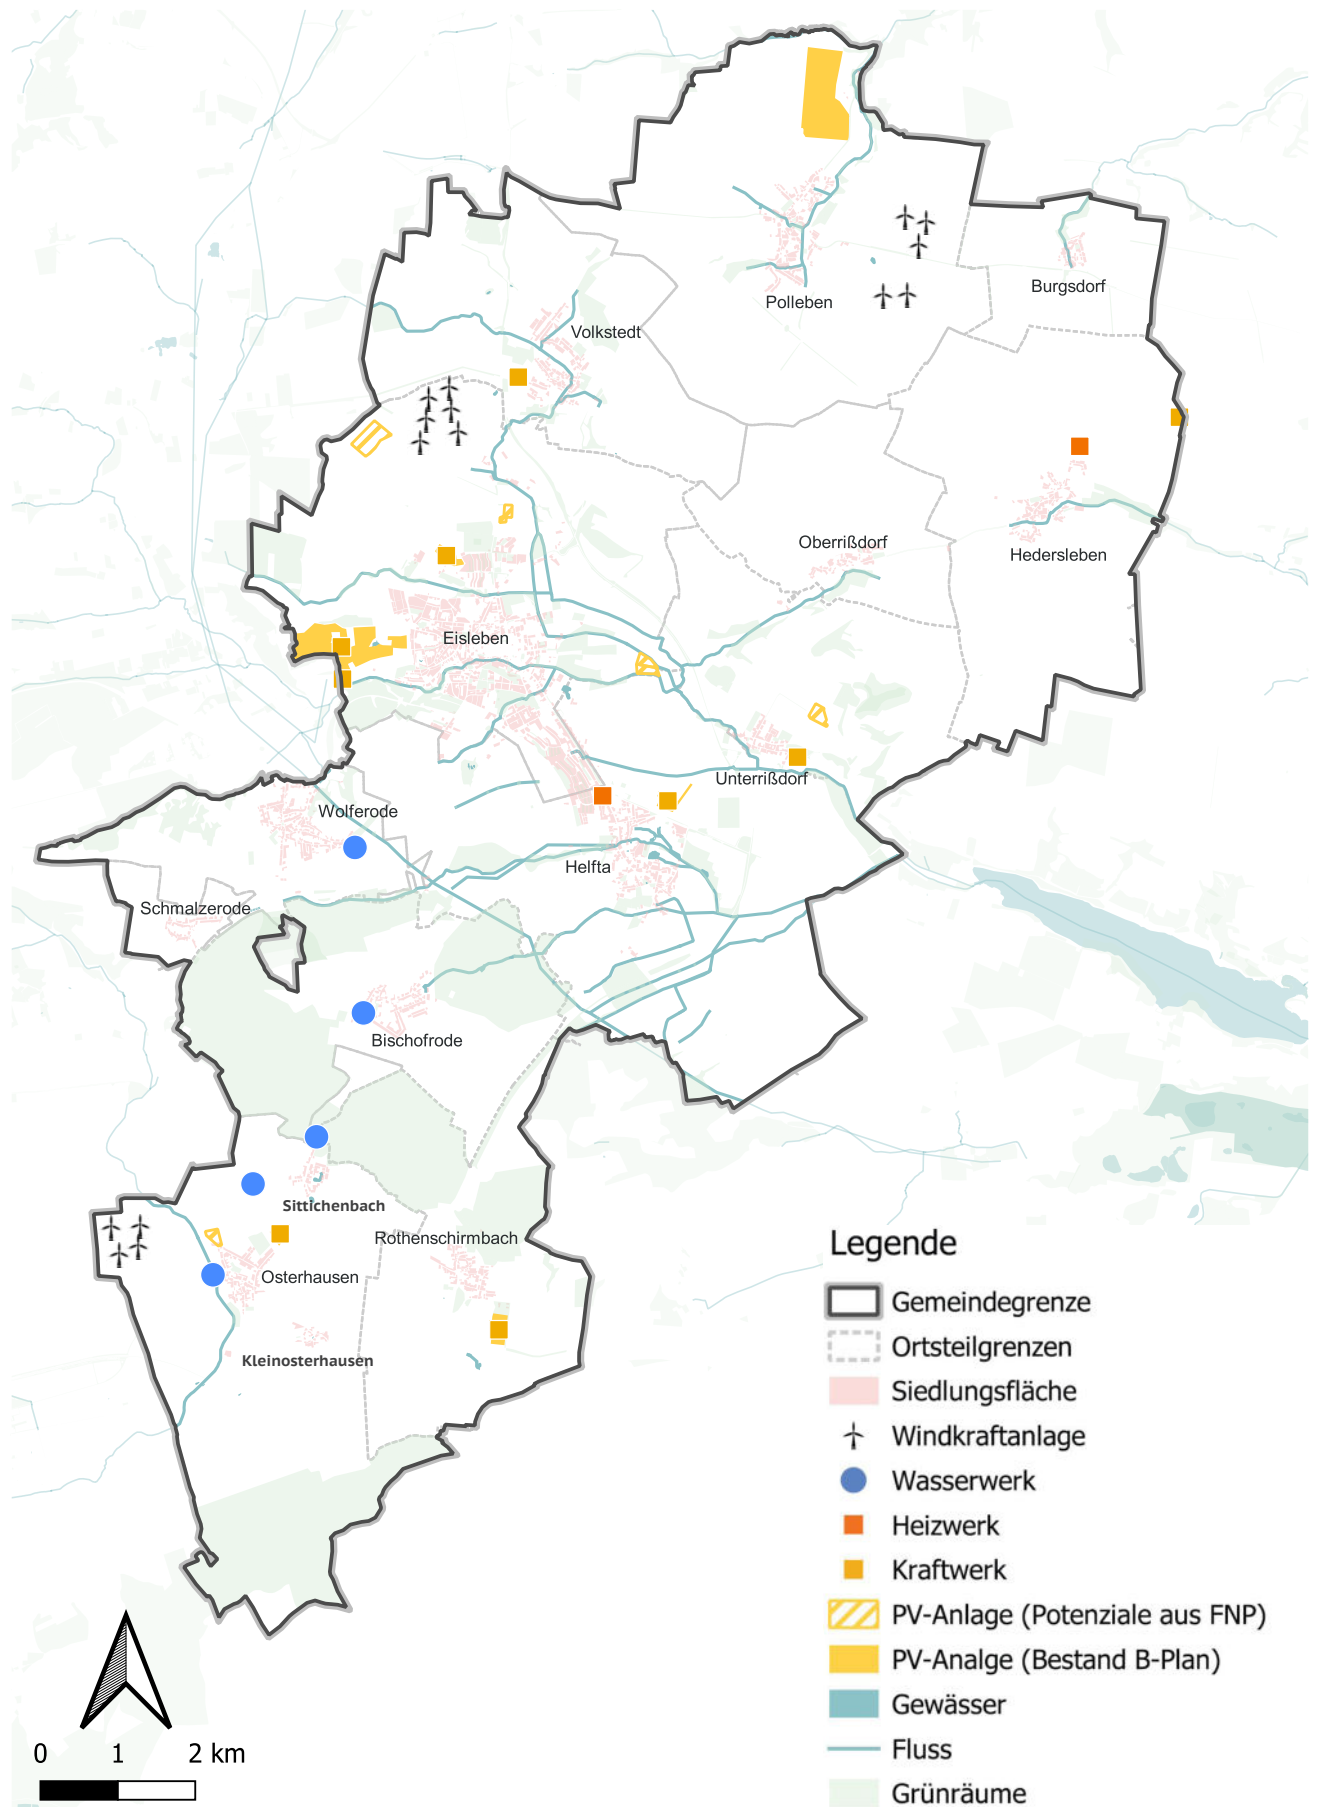 Burgsdorf
Polleben
Volkstedt
Oberrißdorf
Hedersleben
Eisleben
Unterrißdorf
Wolferode
Helfta
Schmalzerode
Bischofrode
Sittichenbach
Rothenschirmbach
Osterhausen
Kleinosterhausen
Legende
Gemeindegrenze
Ortsteilgrenzen
Siedlungsfläche
Windkraftanlage
Wasserwerk
Heizwerk
Kraftwerk
PV-Anlage (Potenziale aus FNP)
PV-Analge (Bestand B-Plan)
Gewässer
Fluss
Grünräume
0 1 2 km